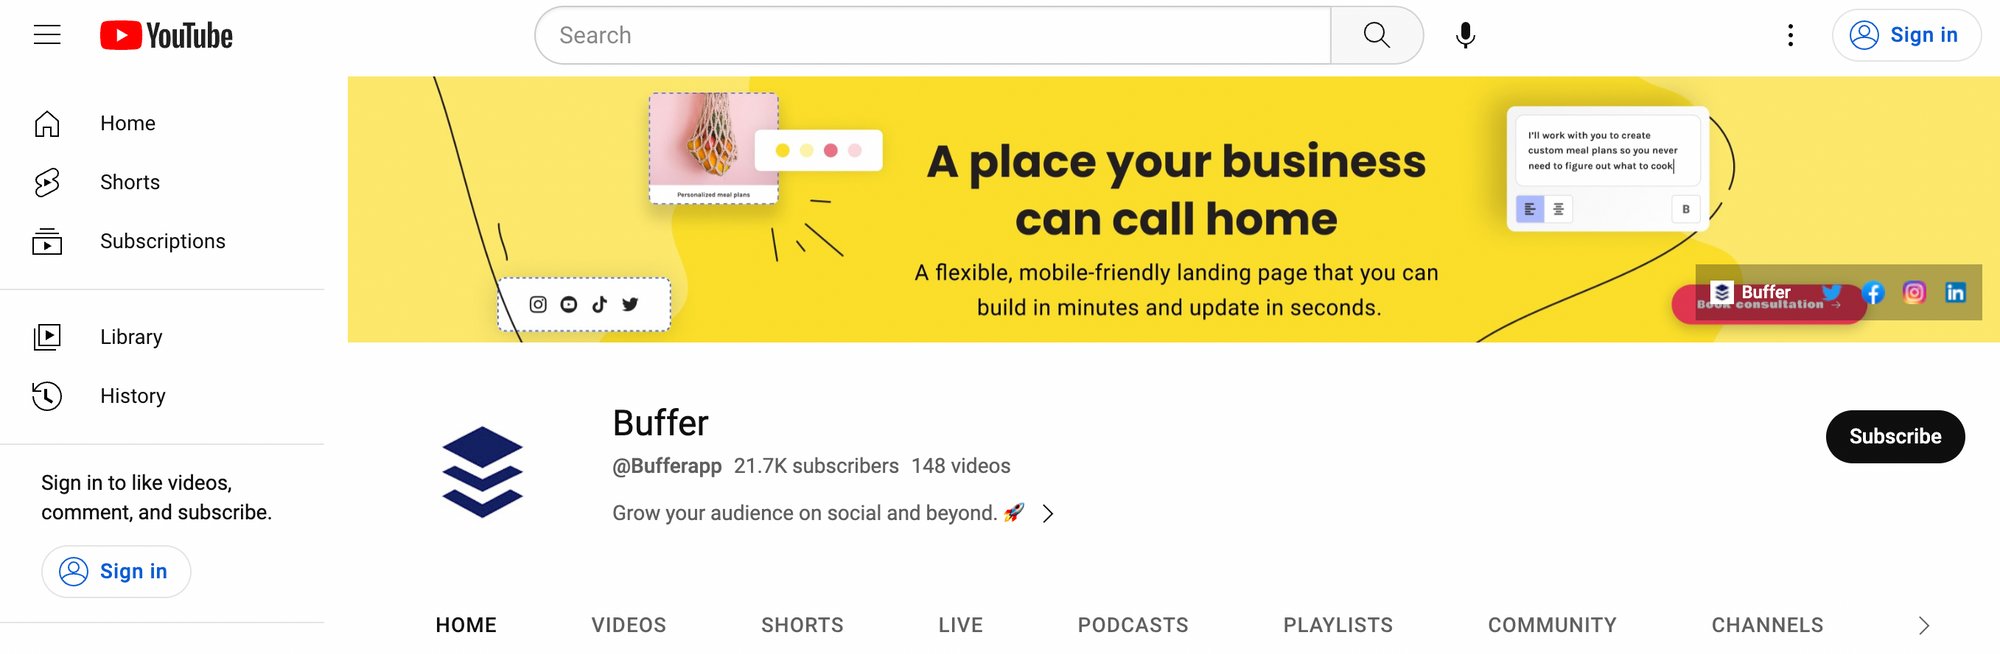 YouTube
Search
Sign in
Home
Shorts
Subscriptions
Library
History
Sign in to like videos,
comment, and subscribe.
Sign in
Personalized meal plans
A place your business
can call home
A flexible, mobile-friendly landing page that you can
build in minutes and update in seconds.
I'll work with you to create
custom meal plans so you never
need to figure out what to cook
B
Buffer
Book consultation →
Buffer
@Bufferapp 21.7K subscribers 148 videos
Grow your audience on social and beyond. 🚀
Subscribe
HOME VIDEOS SHORTS LIVE PODCASTS PLAYLISTS COMMUNITY CHANNELS